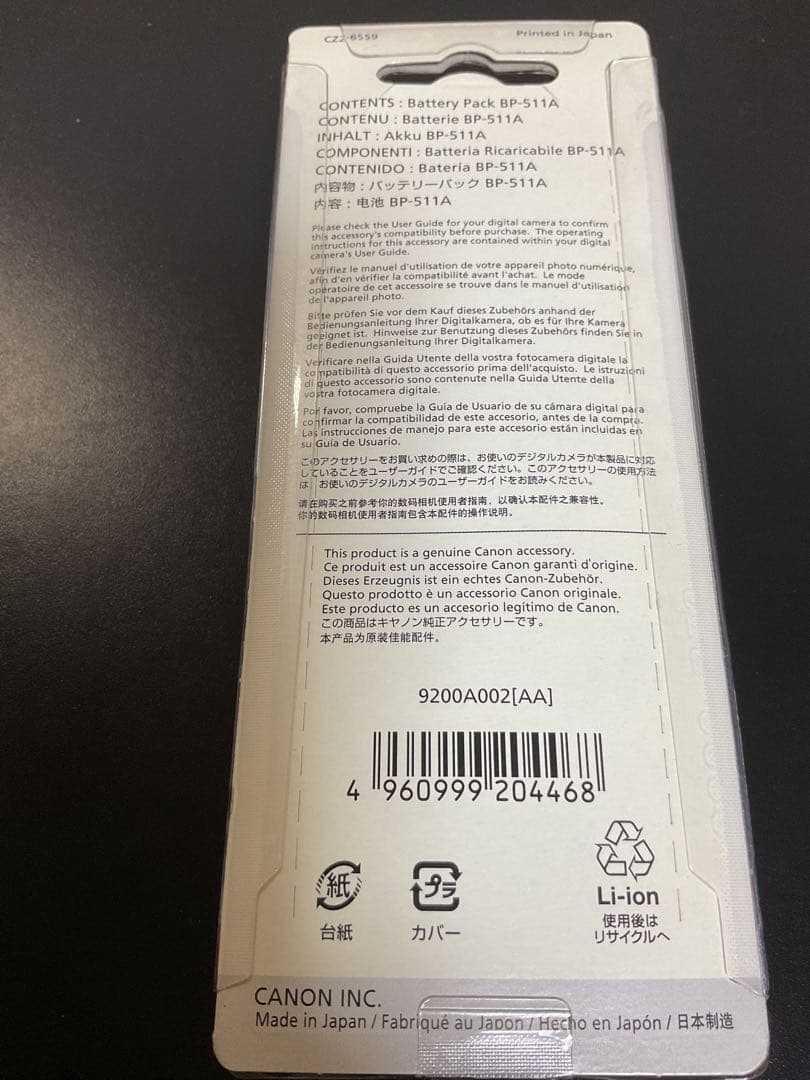 CZ2-6559
Printed in Japan
CONTENTS : Battery Pack BP-511A
CONTENU : Batterie BP-511A
INHALT : Akku BP-511A
COMPONENTI : Batteria Ricaricabile BP-511A
CONTENIDO : Batería BP-511A
内容物 : バッテリーパック BP-511A
内容 : 电池 BP-511A
Please check the User Guide for your digital camera to confirm
this accessory's compatibility before purchase. The operating
instructions for this accessory are contained within your digital
camera's User Guide.
Vérifiez le manuel d'utilisation de votre appareil photo numérique,
afin d'en vérifier la compatibilité avant l'achat. Le mode
opératoire de cet accessoire se trouve dans le manuel d'utilisation
de l'appareil photo.
Bitte prüfen Sie vor dem Kauf dieses Zubehörs anhand der
Bedienungsanleitung Ihrer Digitalkamera, ob es für Ihre Kamera
geeignet ist. Hinweise zur Benutzung dieses Zubehörs finden Sie in
der Bedienungsanleitung Ihrer Digitalkamera.
Verificare nella Guida Utente della vostra fotocamera digitale la
compatibilità di questo accessorio prima dell'acquisto. Le istruzioni
di questo accessorio sono contenute nella Guida Utente della
vostra fotocamera digitale.
Por favor, compruebe la Guía de Usuario de su cámara digital para
confirmar la compatibilidad de este accesorio, antes de la compra.
Las instrucciones de manejo para este accesorio están incluidas en
su Guía de Usuario.
このアクセサリーをお買い求めの際は、お使いのデジタルカメラが本製品に対応
していることをユーザーガイドでご確認ください。このアクセサリーの使用方法
は、お使いのデジタルカメラのユーザーガイドをお読みください。
请在购买之前参考你的数码相机使用者指南，以确认本配件之兼容性。
你的数码相机使用者指南包含本配件的操作说明。
This product is a genuine Canon accessory.
Ce produit est un accessoire Canon garanti d'origine.
Dieses Erzeugnis ist ein echtes Canon-Zubehör.
Questo prodotto è un accessorio Canon originale.
Este producto es un accesorio legítimo de Canon.
この商品はキヤノン純正アクセサリーです。
本产品为原装佳能配件。
9200A002[AA]
4 960999 204468
紙
台紙
プラ
カバー
Li-ion
使用後は
リサイクルへ
CANON INC.
Made in Japan / Fabriqué au Japon / Hecho en Japón / 日本制造